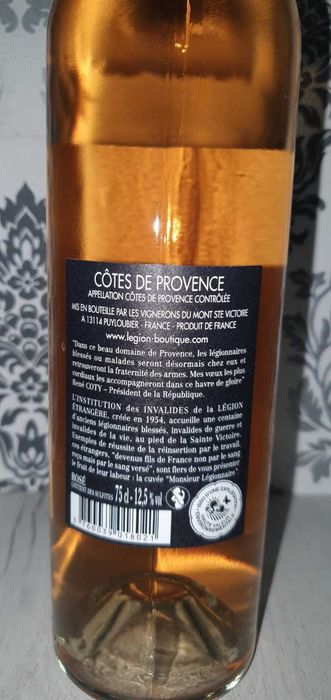 CÔTES DE PROVENCE
APPELLATION CÔTES DE PROVENCE CONTRÔLÉE
MIS EN BOUTEILLE PAR LES VIGNERONS DU MONT STE VICTOIRE
A 13114 PUYLOUBIER - FRANCE - PRODUIT DE FRANCE
www.legion-boutique.com
"Dans ce beau domaine de Provence, les légionnaires
blessés ou malades seront désormais chez eux et
retrouveront la fraternité des armes. Mes vœux les plus
cordiaux les accompagneront dans ce havre de gloire"
René COTY – Président de la République.
L'INSTITUTION des INVALIDES de la LÉGION
ÉTRANGÈRE, créée en 1954, accueille une centaine
d'anciens légionnaires blessés, invalides de guerre et
invalides de la vie, au pied de la Sainte Victoire.
Exemples de réussite de la réinsertion par le travail,
ces étrangers, "devenus fils de France non par le sang
reçu mais par le sang versé", sont fiers de vous présenter
le fruit de leur labeur : la cuvée "Monsieur Légionnaire".
ROSÉ
CONTIENT DES SULFITES 75 cl - 12,5 % vol
3 760039 018021